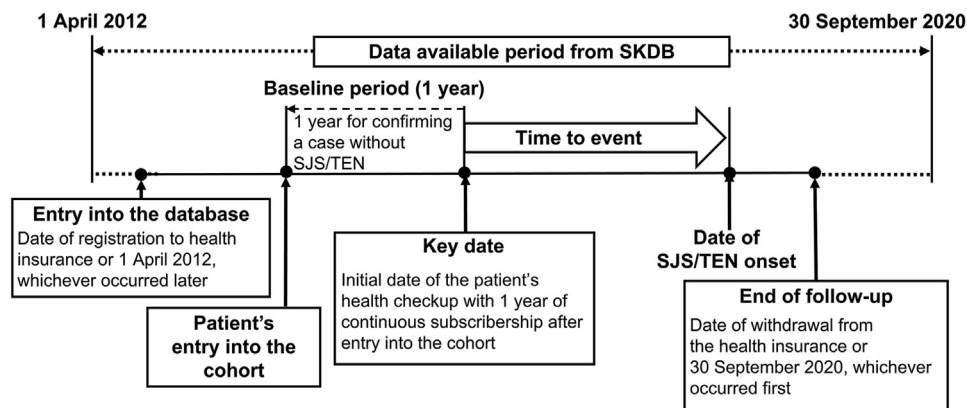 1 April 2012
30 September 2020
Data available period from SKDB
Baseline period (1 year)
1 year for confirming
a case without
SJS/TEN
Time to event
Entry into the database
Date of registration to health
insurance or 1 April 2012,
whichever occurred later
Patient's
entry into the
cohort
Key date
Initial date of the patient's
health checkup with 1 year of
continuous subscribership after
entry into the cohort
Date of
SJS/TEN onset
End of follow-up
Date of withdrawal from
the health insurance or
30 September 2020, whichever
occurred first